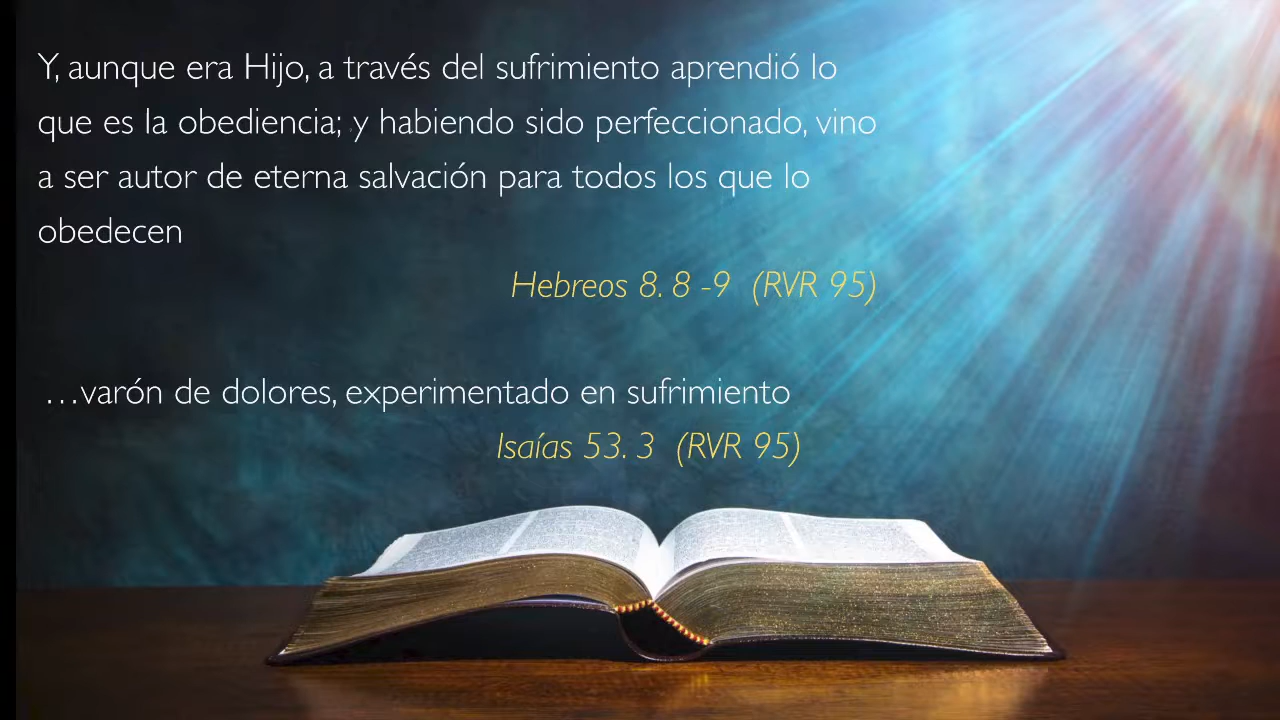 Y, aunque era Hijo, a través del sufrimiento aprendió lo
que es la obediencia; y habiendo sido perfeccionado, vino
a ser autor de eterna salvación para todos los que lo
obedecen
Hebreos 8. 8 -9 (RVR 95)
…varón de dolores, experimentado en sufrimiento
Isaías 53. 3 (RVR 95)